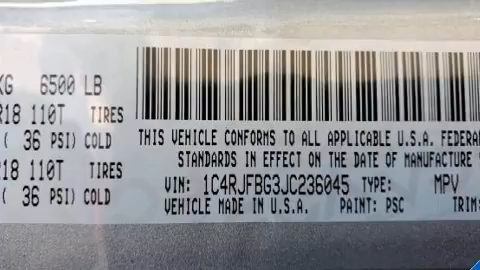 KG 6500 LB
R18 110T TIRES
( 36 PSI) COLD
R18 110T TIRES
( 36 PSI) COLD
THIS VEHICLE CONFORMS TO ALL APPLICABLE U.S.A. FEDERA
STANDARDS IN EFFECT ON THE DATE OF MANUFACTURE
VIN: 1C4RJFBG3JC236045 TYPE: MPV
VEHICLE MADE IN U.S.A. PAINT: PSC TRIM: